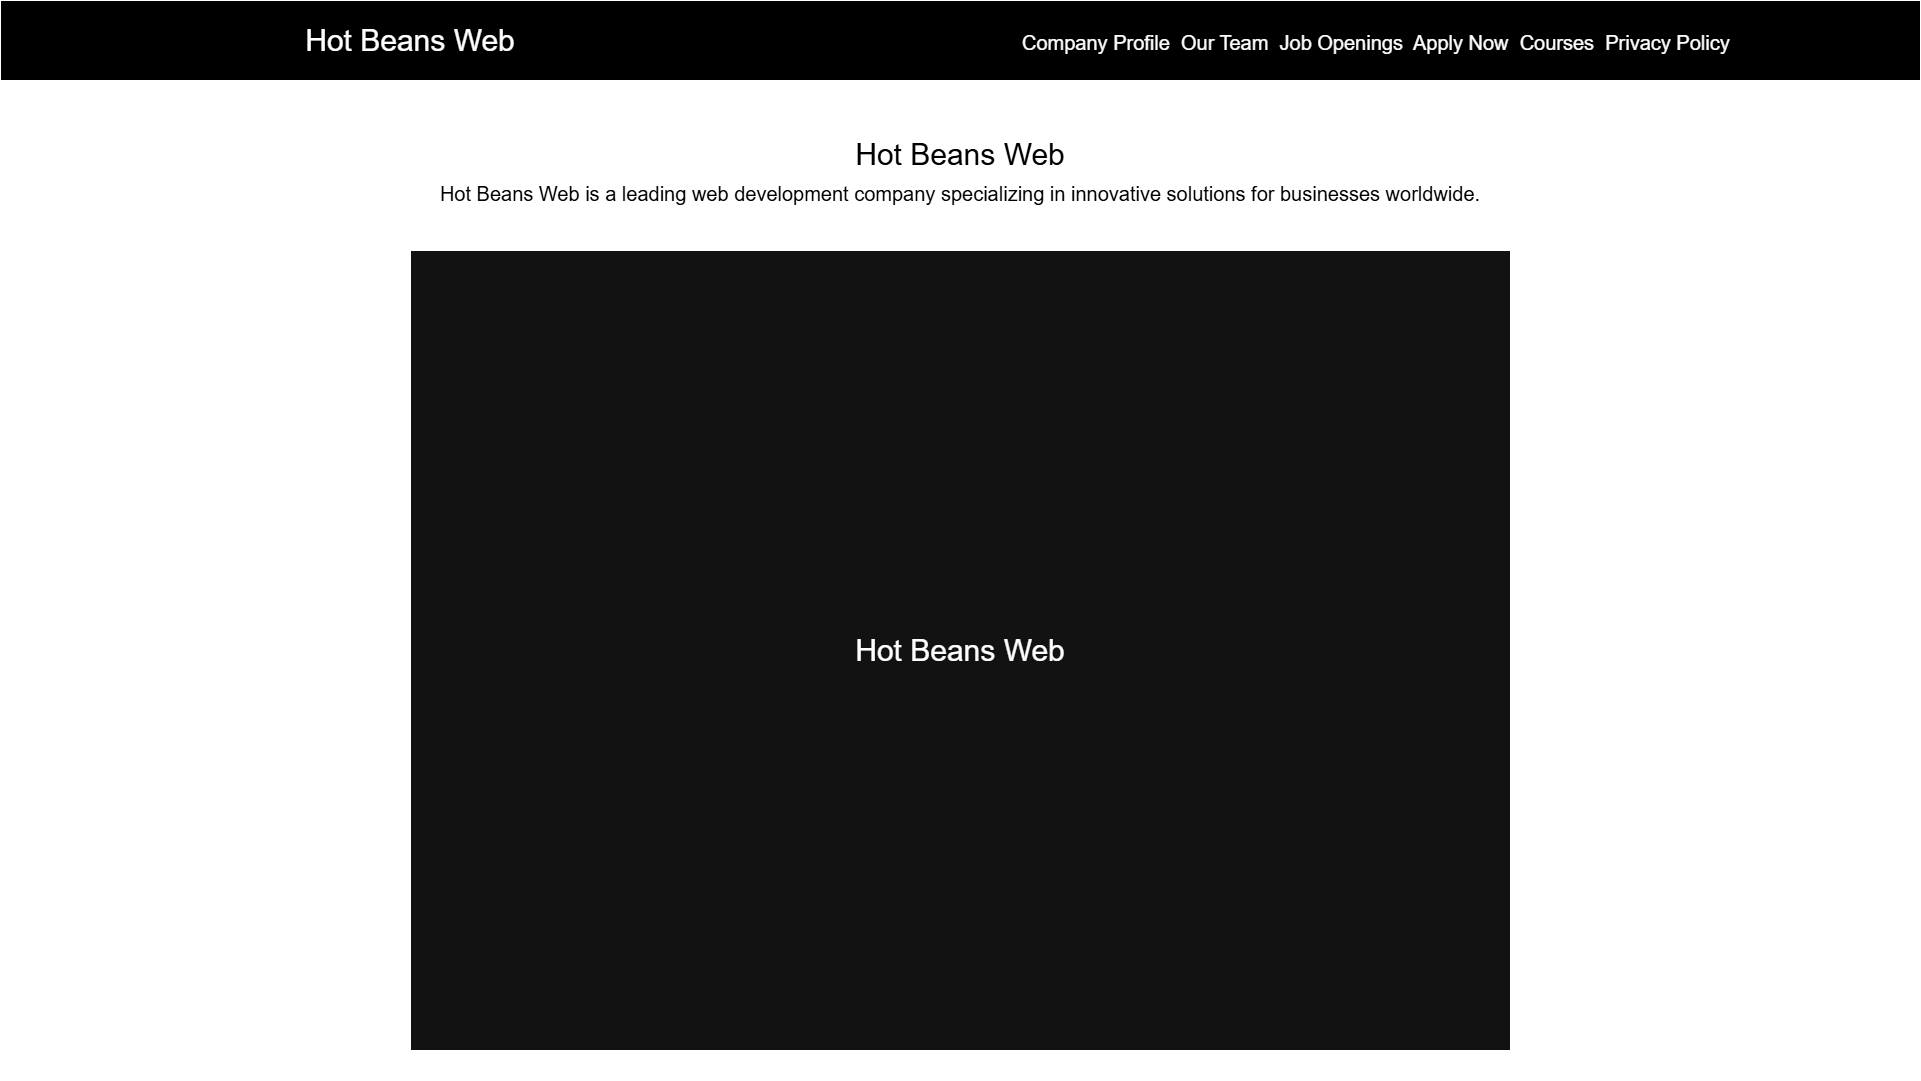 Hot Beans Web
Company Profile Our Team Job Openings Apply Now Courses Privacy Policy
Hot Beans Web
Hot Beans Web is a leading web development company specializing in innovative solutions for businesses worldwide.
Hot Beans Web